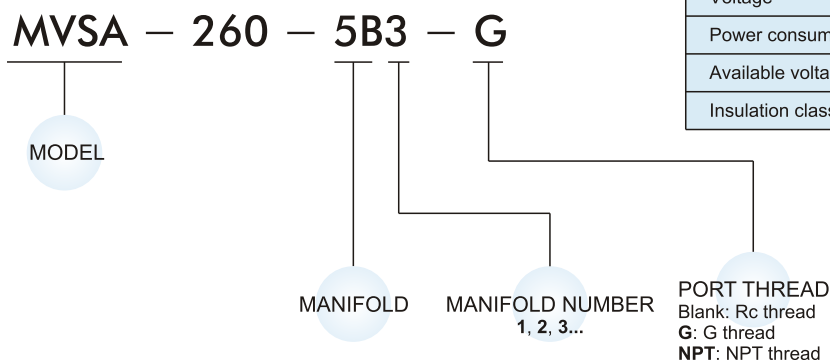 MVSA – 260 – 5B3 – G
Voltage
Power consum
Available volta
Insulation clas
MODEL
MANIFOLD
MANIFOLD NUMBER
1, 2, 3...
PORT THREAD
Blank: Rc thread
G: G thread
NPT: NPT thread